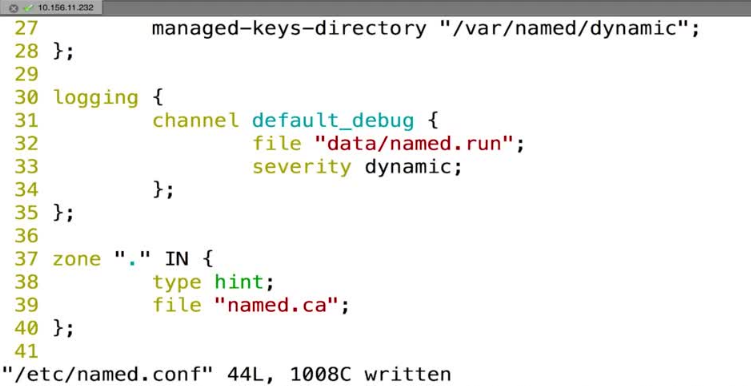 10.156.11.232
27 managed-keys-directory "/var/named/dynamic";
28 };
29
30 logging {
31 channel default_debug {
32 file "data/named.run";
33 severity dynamic;
34 };
35 };
36
37 zone "." IN {
38 type hint;
39 file "named.ca";
40 };
41
"/etc/named.conf" 44L, 1008C written